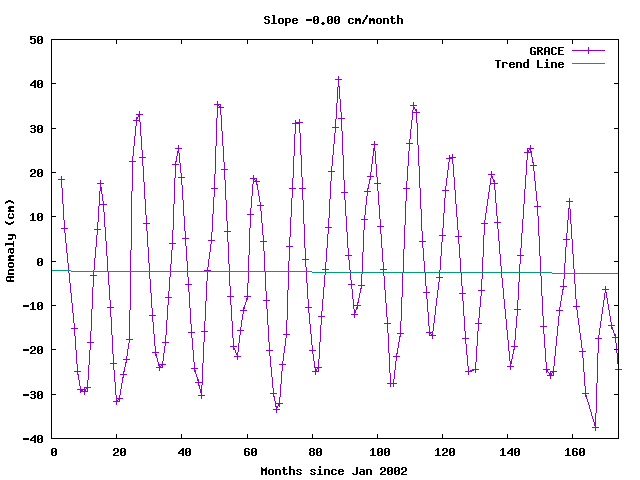 Slope -0.00 cm/month
50
40
30
20
10
0
-10
-20
-30
-40
Anomaly (cm)
GRACE
Trend Line
0 20 40 60 80 100 120 140 160
Months since Jan 2002